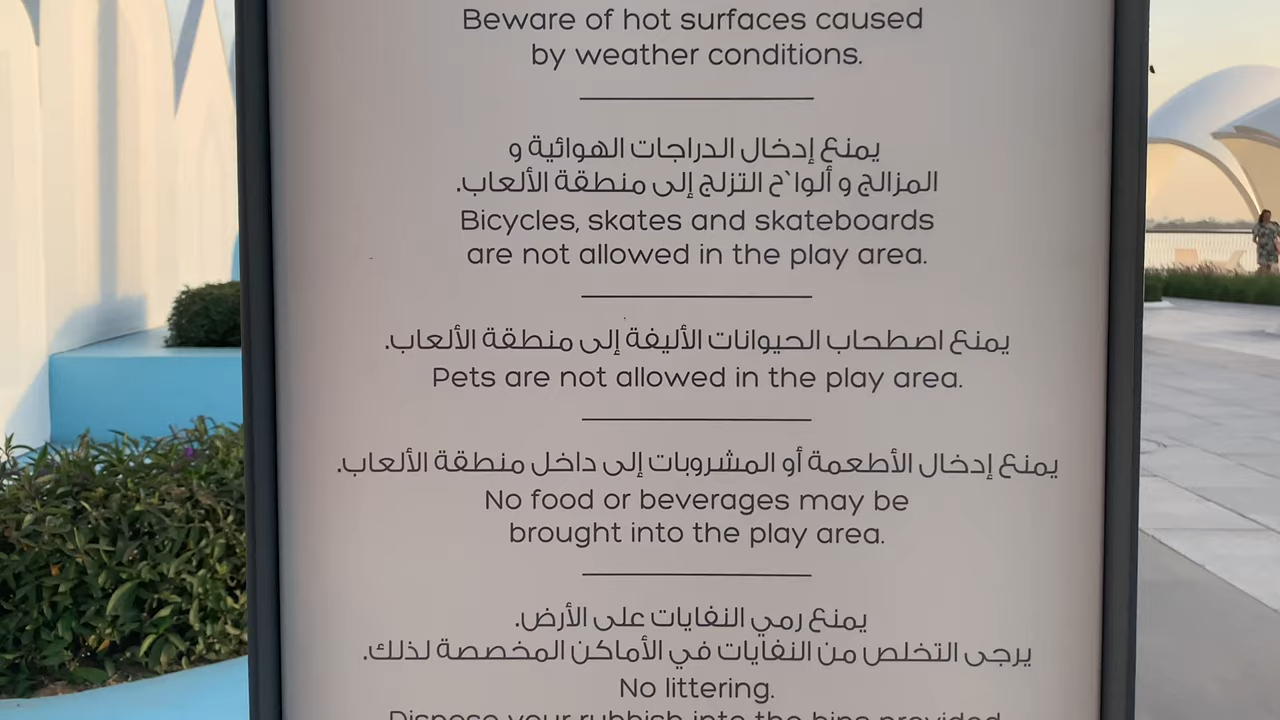 Beware of hot surfaces caused
by weather conditions.
يمنع إدخال الدراجات الهوائية و
المزالج و ألوا`ح التزلج إلى منطقة الألعاب.
Bicycles, skates and skateboards
are not allowed in the play area.
يمنع اصطحاب الحيوانات الأليفة إلى منطقة الألعاب.
Pets are not allowed in the play area.
يمنع إدخال الأطعمة أو المشروبات إلى داخل منطقة الألعاب.
No food or beverages may be
brought into the play area.
يمنع رمي النفايات على الأرض.
يرجى التخلص من النفايات في الأماكن المخصصة لذلك.
No littering.
Dispose your rubbish into the bins provided